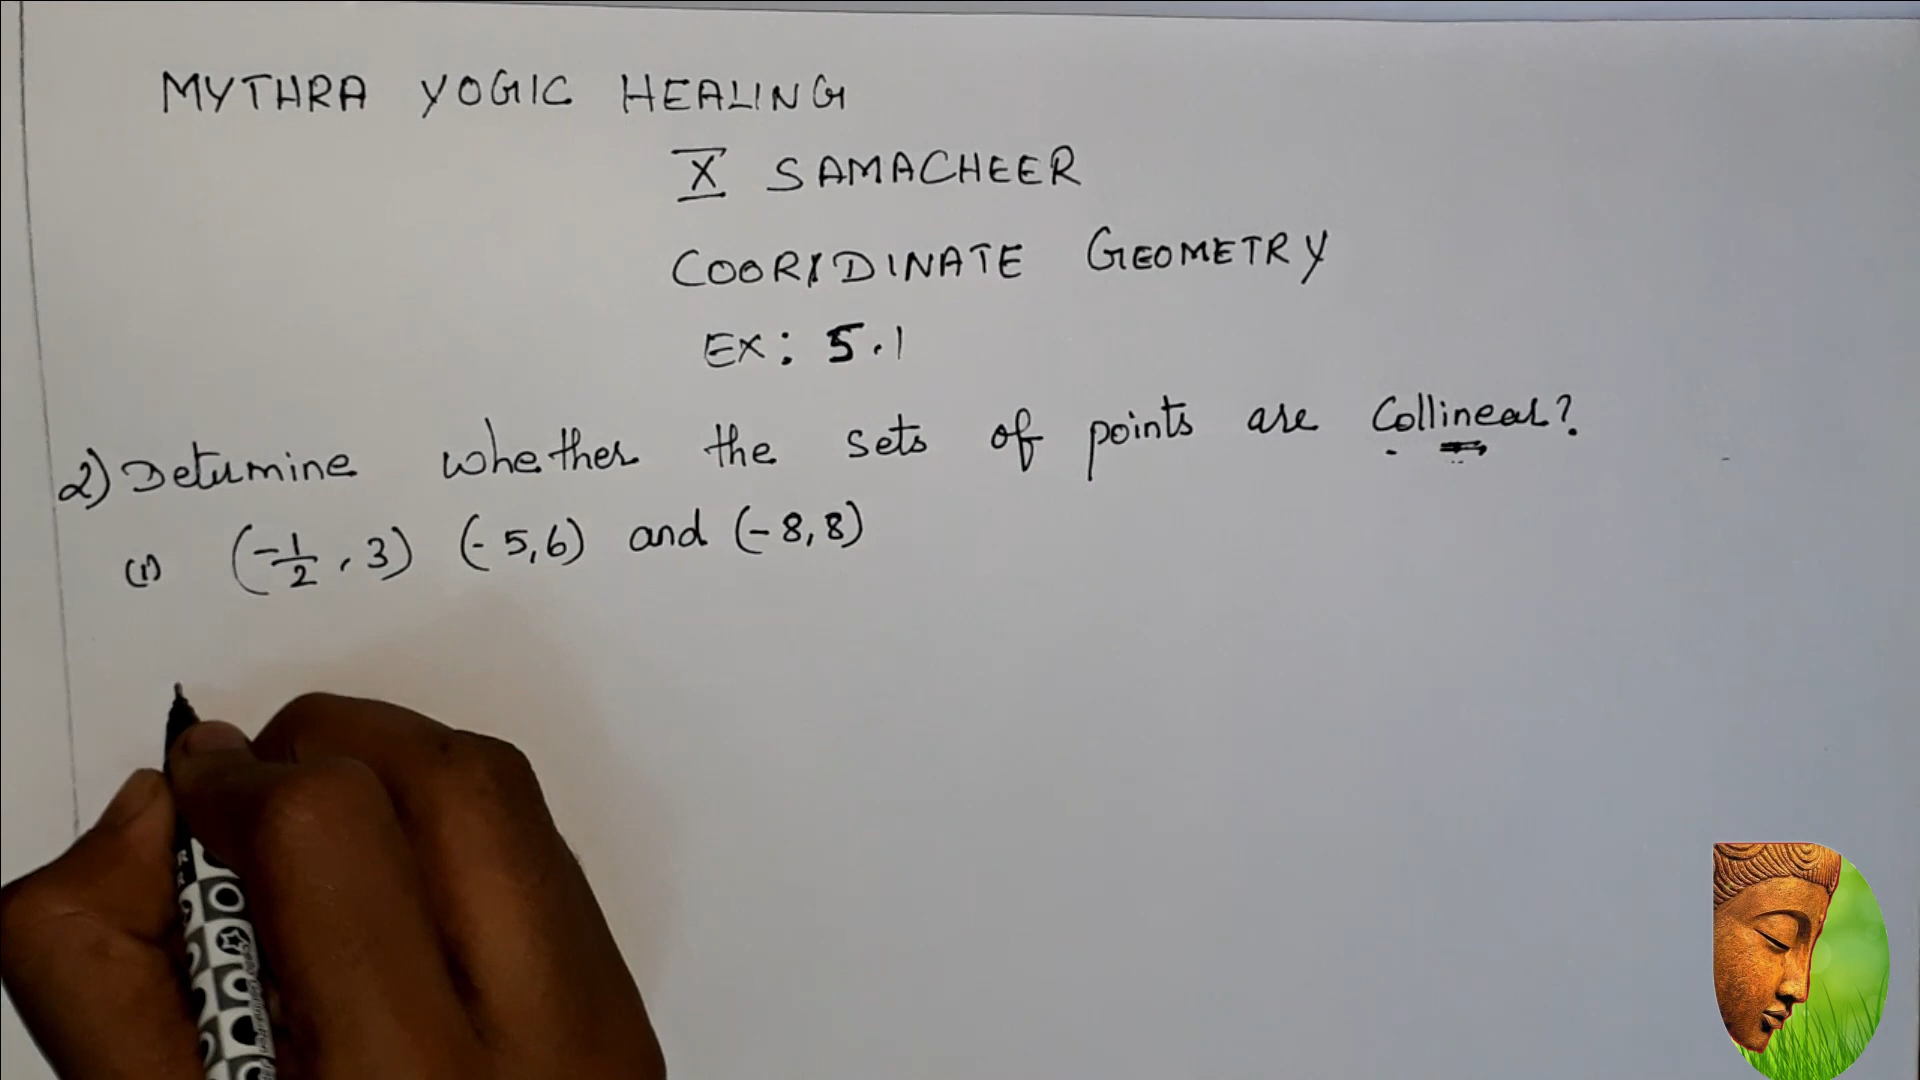 MYTHRA YOGIC HEALING
X SAMACHEER
COORDINATE GEOMETRY
EX: 5.1
2) Determine whether the sets of points are collinear?
(i) (-1/2, 3) (-5,6) and (-8,8)